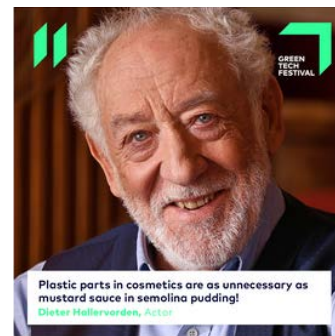 GREEN
TECH
FESTIVAL
Plastic parts in cosmetics are as unnecessary as
mustard sauce in semolina pudding!
Dieter Hallervorden, Actor